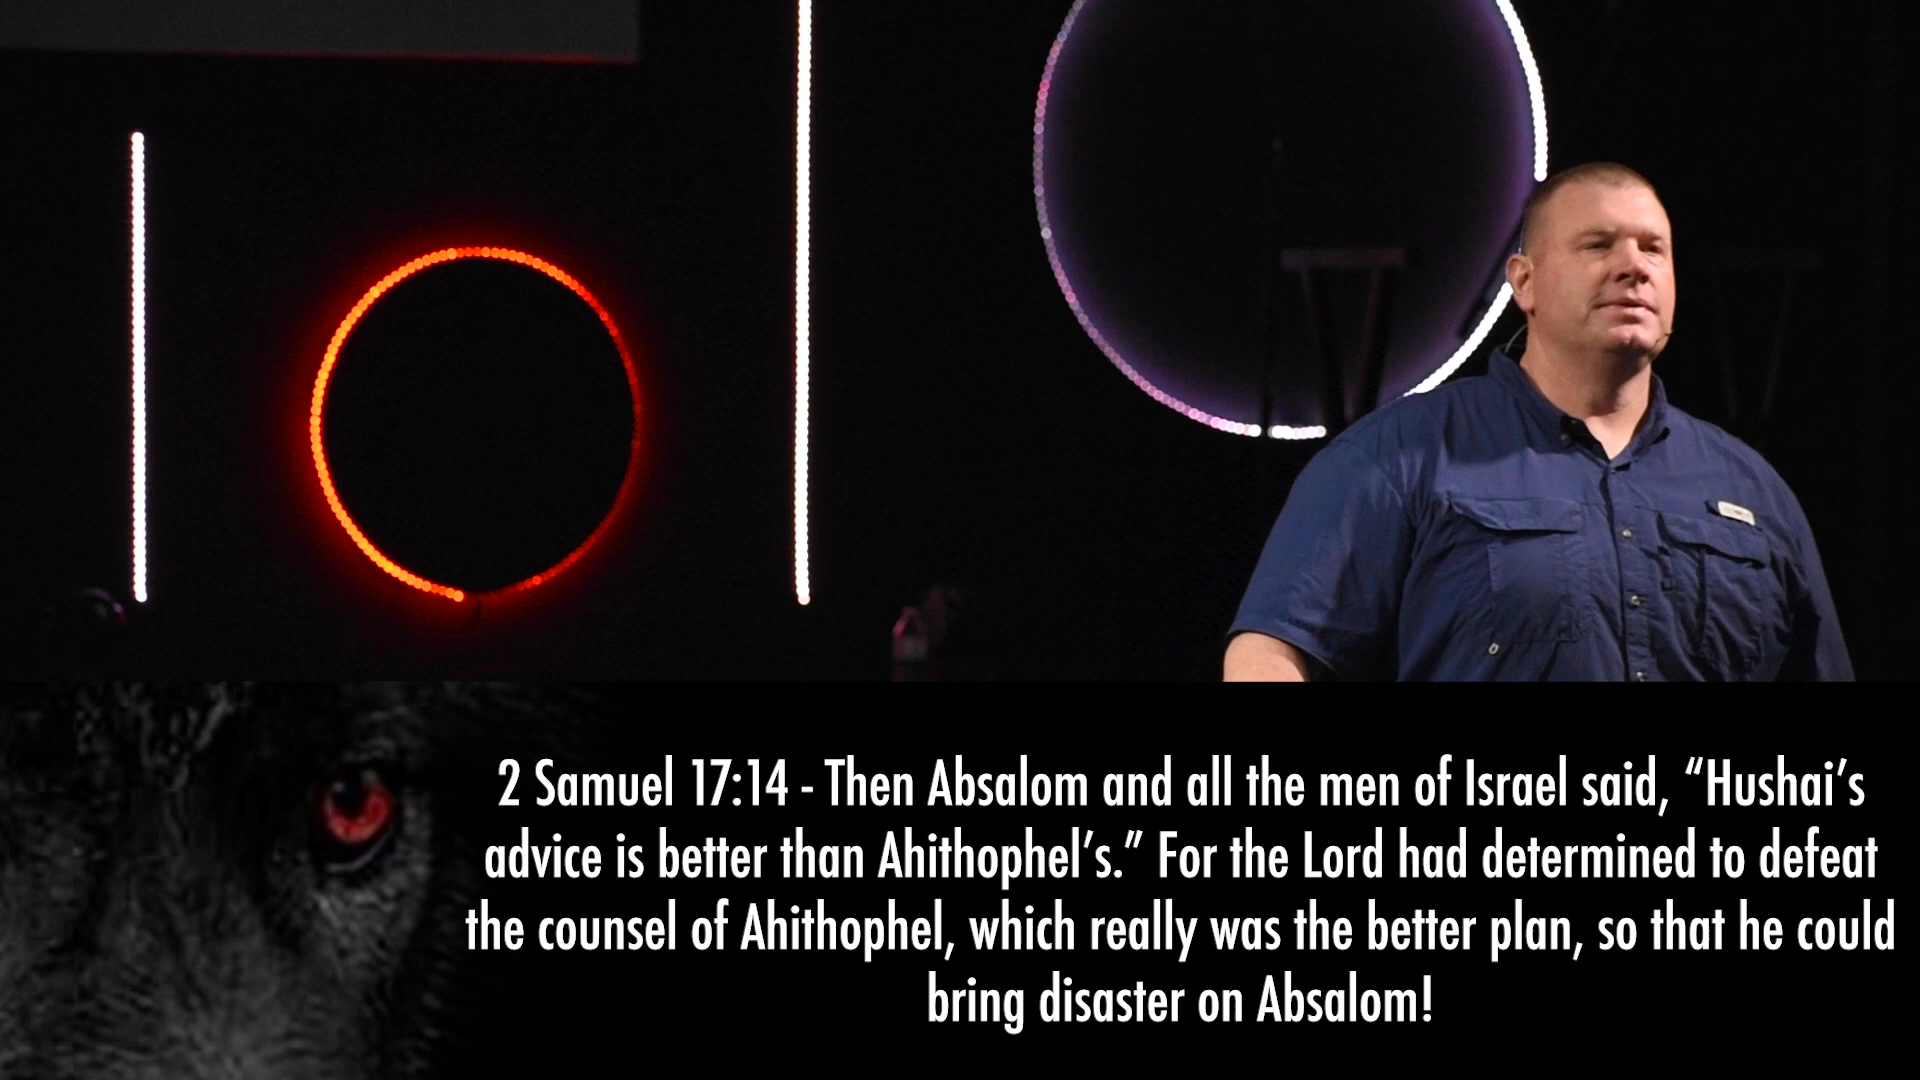 2 Samuel 17:14 - Then Absalom and all the men of Israel said, “Hushai’s
advice is better than Ahithophel’s.” For the Lord had determined to defeat
the counsel of Ahithophel, which really was the better plan, so that he could
bring disaster on Absalom!